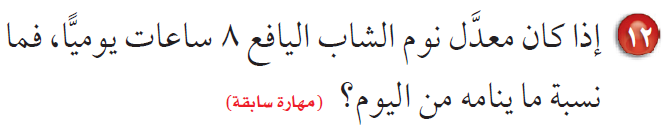 ١٢ إذا كان معدَّل نوم الشاب اليافع ٨ ساعات يوميًّا، فما
نسبة ما ينامه من اليوم؟ (مهارة سابقة)